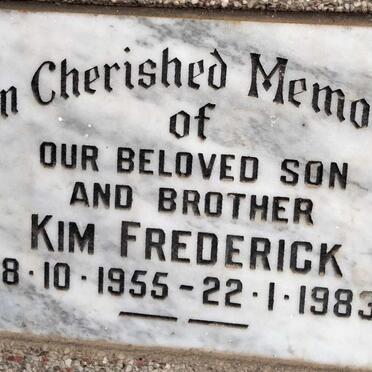 n Cherished Memo
of
OUR BELOVED SON
AND BROTHER
KIM FREDERICK
8·10·1955-22·1·1983